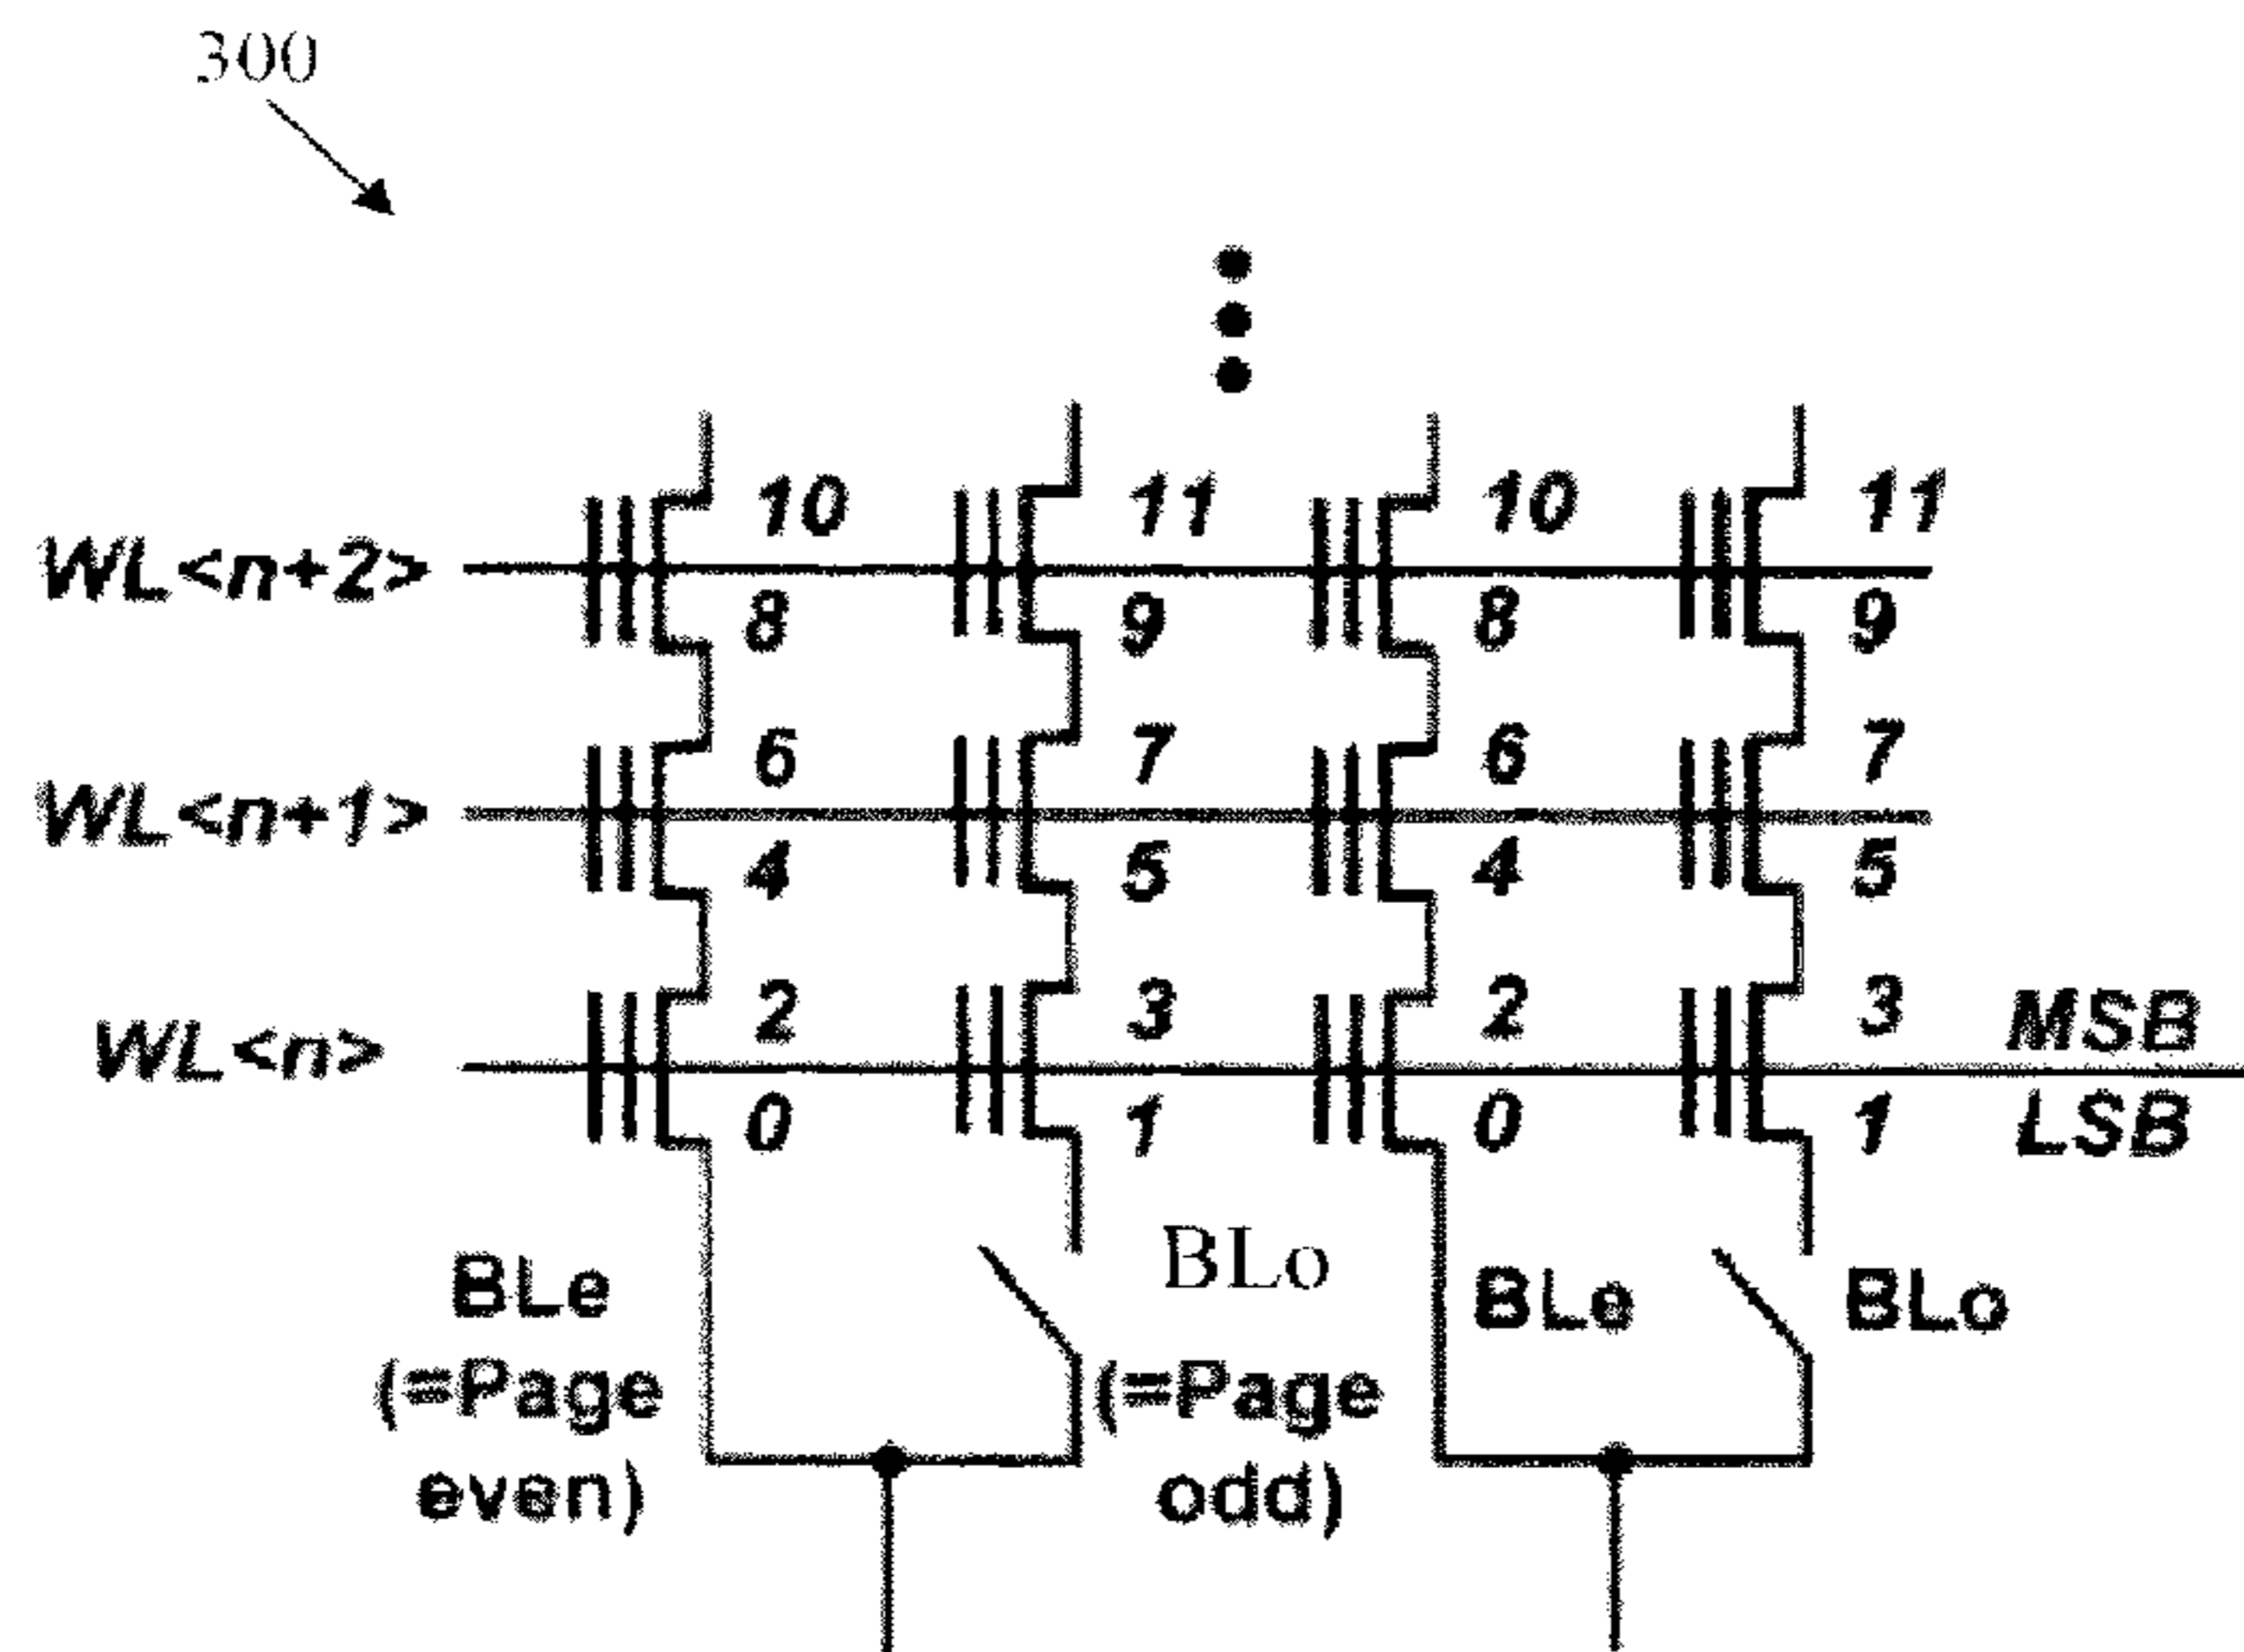 300
10 11 10 11
WL<n+2>
8 9 8 9
6 7 6 7
WL<n+1>
4 5 4 5
2 3 2 3 MSB
WL<n>
0 1 0 1 LSB
BLe
(=Page
even)
BLo
(=Page
odd)
BLe
BLo